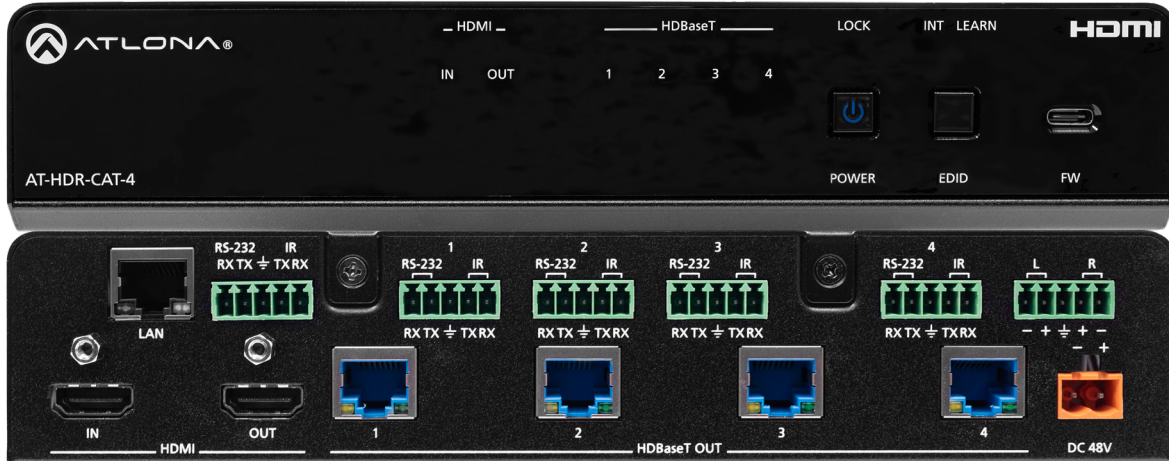 ATLONA®
HDMI
HDBaseT
LOCK
INT LEARN
HDMI
IN OUT
1 2 3 4
AT-HDR-CAT-4
POWER
EDID
FW
RS-232 IR
RX TX TX RX
LAN
1
RS-232 IR
RX TX TX RX
2
RS-232 IR
RX TX TX RX
3
RS-232 IR
RX TX TX RX
4
RS-232 IR
RX TX TX RX
L R
− + + −
− +
IN
OUT
HDMI
1
2
3
4
HDBaseT OUT
DC 48V